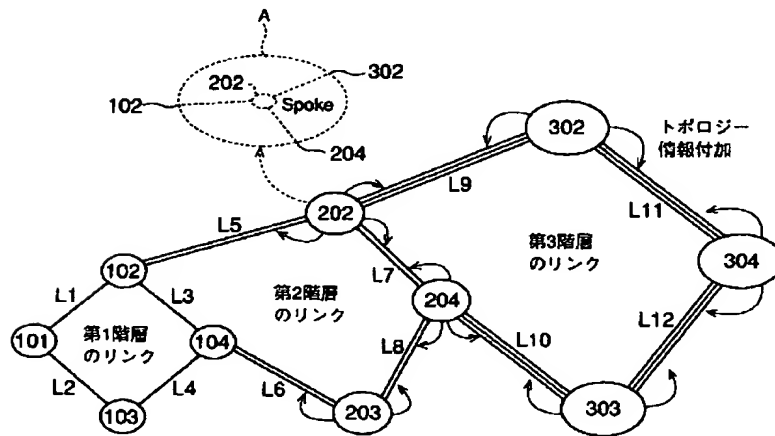 A
202
302
102
Spoke
204
302
トポロジー
情報付加
L9
202
L11
L5
第3階層
のリンク
304
102
L7
第2階層
のリンク
L1
L3
204
L12
101
第1階層
のリンク
104
L8
L10
L2
L4
L6
103
203
303